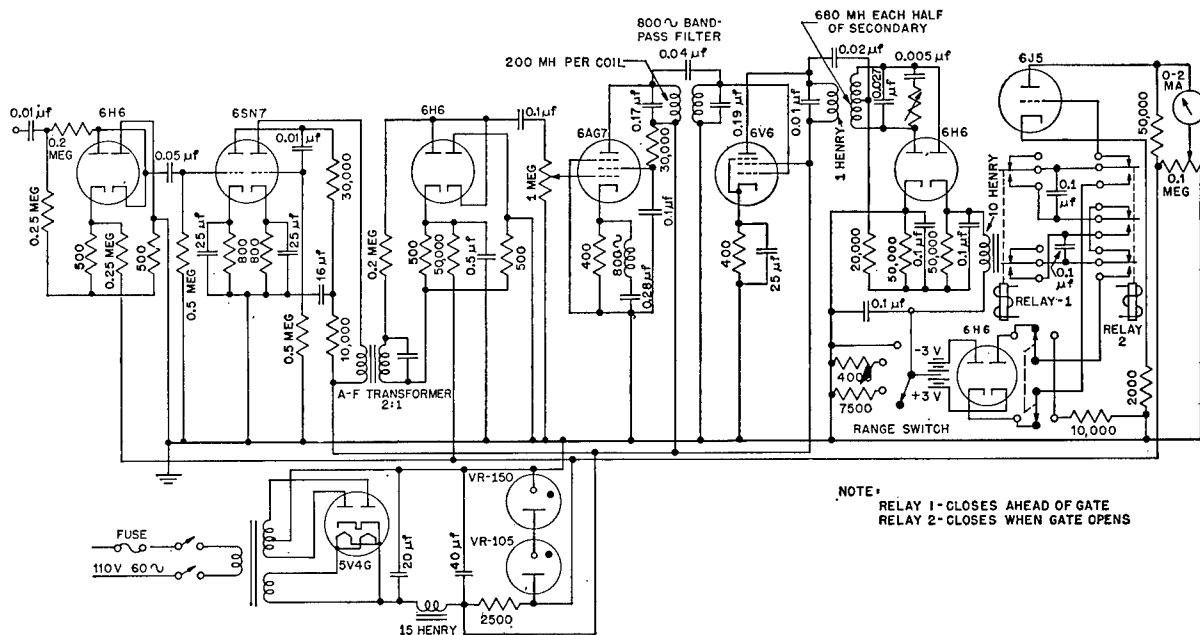 0.01 µf
0.2
MEG
6H6
0.25 MEG
500
0.25 MEG
500
0.05 µf
0.5 MEG
6SN7
0.01 µf
25 µf
800
800
25 µf
0.5 MEG
16 µf
30,000
10,000
A-F TRANSFORMER
2:1
0.2 MEG
6H6
500
50,000
0.5 µf
500
0.1 µf
1 MEG
800~ BAND-
PASS FILTER
0.04 µf
200 MH PER COIL
6AG7
0.17 µf
30,000
0.1 µf
400
800~
0.28 µf
0.19 µf
6V6
400
25 µf
680 MH EACH HALF
OF SECONDARY
0.02 µf
0.01 µf
1 HENRY
0.027
µf
0.005 µf
6H6
20,000
50,000
0.1 µf
50,000
0.1 µf
10 HENRY
0.1 µf
4000
7500
RANGE SWITCH
-3 V
+3 V
6H6
6J5
0.1
µf
0.1
µf
RELAY-1
RELAY
2
50,000
0-2
MA
0.1
MEG
2000
10,000
NOTE:
RELAY 1 - CLOSES AHEAD OF GATE
RELAY 2 - CLOSES WHEN GATE OPENS
FUSE
110V 60~
5V4G
20 µf
40 µf
15 HENRY
2500
VR-150
VR-105